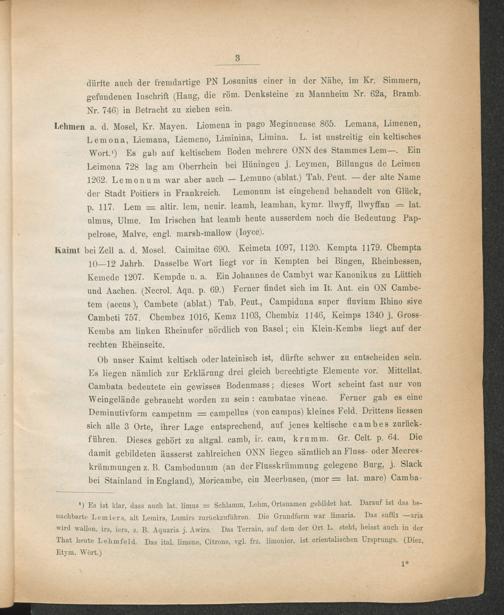 3
dürfte auch der fremdartige PN Losunius einer in der Nähe, im Kr. Simmern,
gefundenen Inschrift (Haug, die röm. Denksteine zu Mannheim Nr. 62a, Bramb.
Nr. 746) in Betracht zu ziehen sein.
Lehmen a. d. Mosel, Kr. Mayen. Liomena in pago Meginuense 865. Lemana, Limenen,
Lemona, Liemana, Liemeno, Liminina, Limina. L. ist unstreitig ein keltisches
Wort.¹) Es gab auf keltischem Boden mehrere ONN des Stammes Lem—. Ein
Leimona 728 lag am Oberrhein bei Hüningen j. Leymen, Billungus de Leimen
1262. Lemonum war aber auch — Lemuno (ablat.) Tab. Peut. — der alte Name
der Stadt Poitiers in Frankreich. Lemonum ist eingehend behandelt von Glück,
p. 117. Lem = altir. lem, neuir. leamh, leamhan, kymr. llwyff, llwyffan = lat.
ulmus, Ulme. Im Irischen hat leamh heute ausserdem noch die Bedeutung Pap-
pelrose, Malve, engl. marsh-mallow (Ioyce).
Kaimt bei Zell a. d. Mosel. Caimitae 690. Keimeta 1097, 1120. Kempta 1179. Chempta
10—12 Jahrh. Dasselbe Wort liegt vor in Kempten bei Bingen, Rheinhessen,
Kemede 1207. Kempde u. a. Ein Johannes de Cambyt war Kanonikus zu Lüttich
und Aachen. (Necrol. Aqu. p. 69.) Ferner findet sich im It. Ant. ein ON Cambe-
tem (accus), Cambete (ablat.) Tab. Peut., Campiduna super fluvium Rhino sive
Cambeti 757. Chembez 1016, Kemz 1103, Chembiz 1146, Keimps 1340 j. Gross-
Kembs am linken Rheinufer nördlich von Basel; ein Klein-Kembs liegt auf der
rechten Rheinseite.
Ob unser Kaimt keltisch oder lateinisch ist, dürfte schwer zu entscheiden sein.
Es liegen nämlich zur Erklärung drei gleich berechtigte Elemente vor. Mittellat.
Cambata bedeutete ein gewisses Bodenmass; dieses Wort scheint fast nur von
Weingelände gebraucht worden zu sein: cambatae vineae. Ferner gab es eine
Deminutivform campetum = campellus (von campus) kleines Feld. Drittens liessen
sich alle 3 Orte, ihrer Lage entsprechend, auf jenes keltische cambes zurück-
führen. Dieses gehört zu altgal. camb, ir. cam, krumm. Gr. Celt. p. 64. Die
damit gebildeten äusserst zahlreichen ONN liegen sämtlich an Fluss- oder Meeres-
krümmungen z. B. Cambodunum (an der Flusskrümmung gelegene Burg, j. Slack
bei Stainland in England), Moricambe, ein Meerbusen, (mor = lat. mare) Camba-
¹) Es ist klar, dass auch lat. limus = Schlamm, Lehm, Ortsnamen gebildet hat. Darauf ist das be-
nachbarte Lemiers, alt Lemirs, Lumirs zurückzuführen. Die Grundform war limaria. Das suffix —aria
wird wallon. irs, iers, z. B. Aquaria j. Awirs. Das Terrain, auf dem der Ort L. steht, heisst auch in der
That heute Lehmfeld. Das ital. limone, Citrone, vgl. frz. limonier, ist orientalischen Ursprungs. (Diez,
Etym. Wört.)
1*